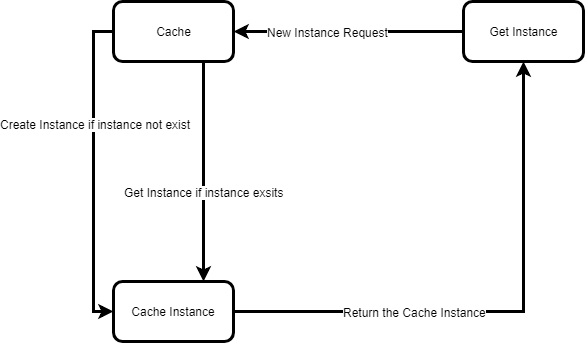 Cache
New Instance Request
Get Instance
Create Instance if instance not exist
Get Instance if instance exsits
Cache Instance
Return the Cache Instance